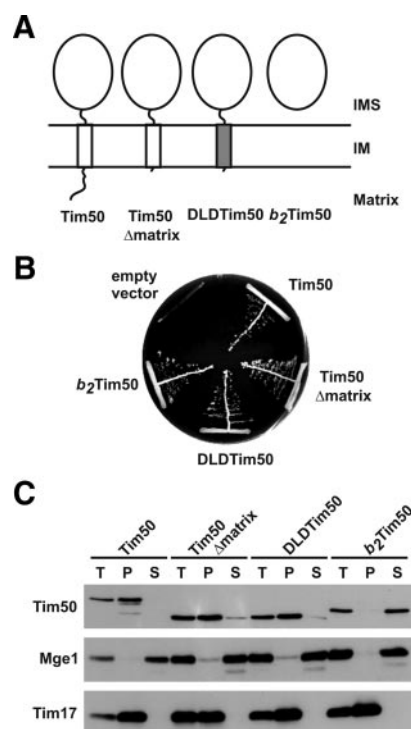 A
IMS
IM
Matrix
Tim50 Tim50 Δmatrix DLDTim50 b2Tim50
B
empty vector
Tim50
b2Tim50
Tim50 Δmatrix
DLDTim50
C
Tim50 Tim50 Δmatrix DLDTim50 b2Tim50
T P S T P S T P S T P S
Tim50
Mge1
Tim17